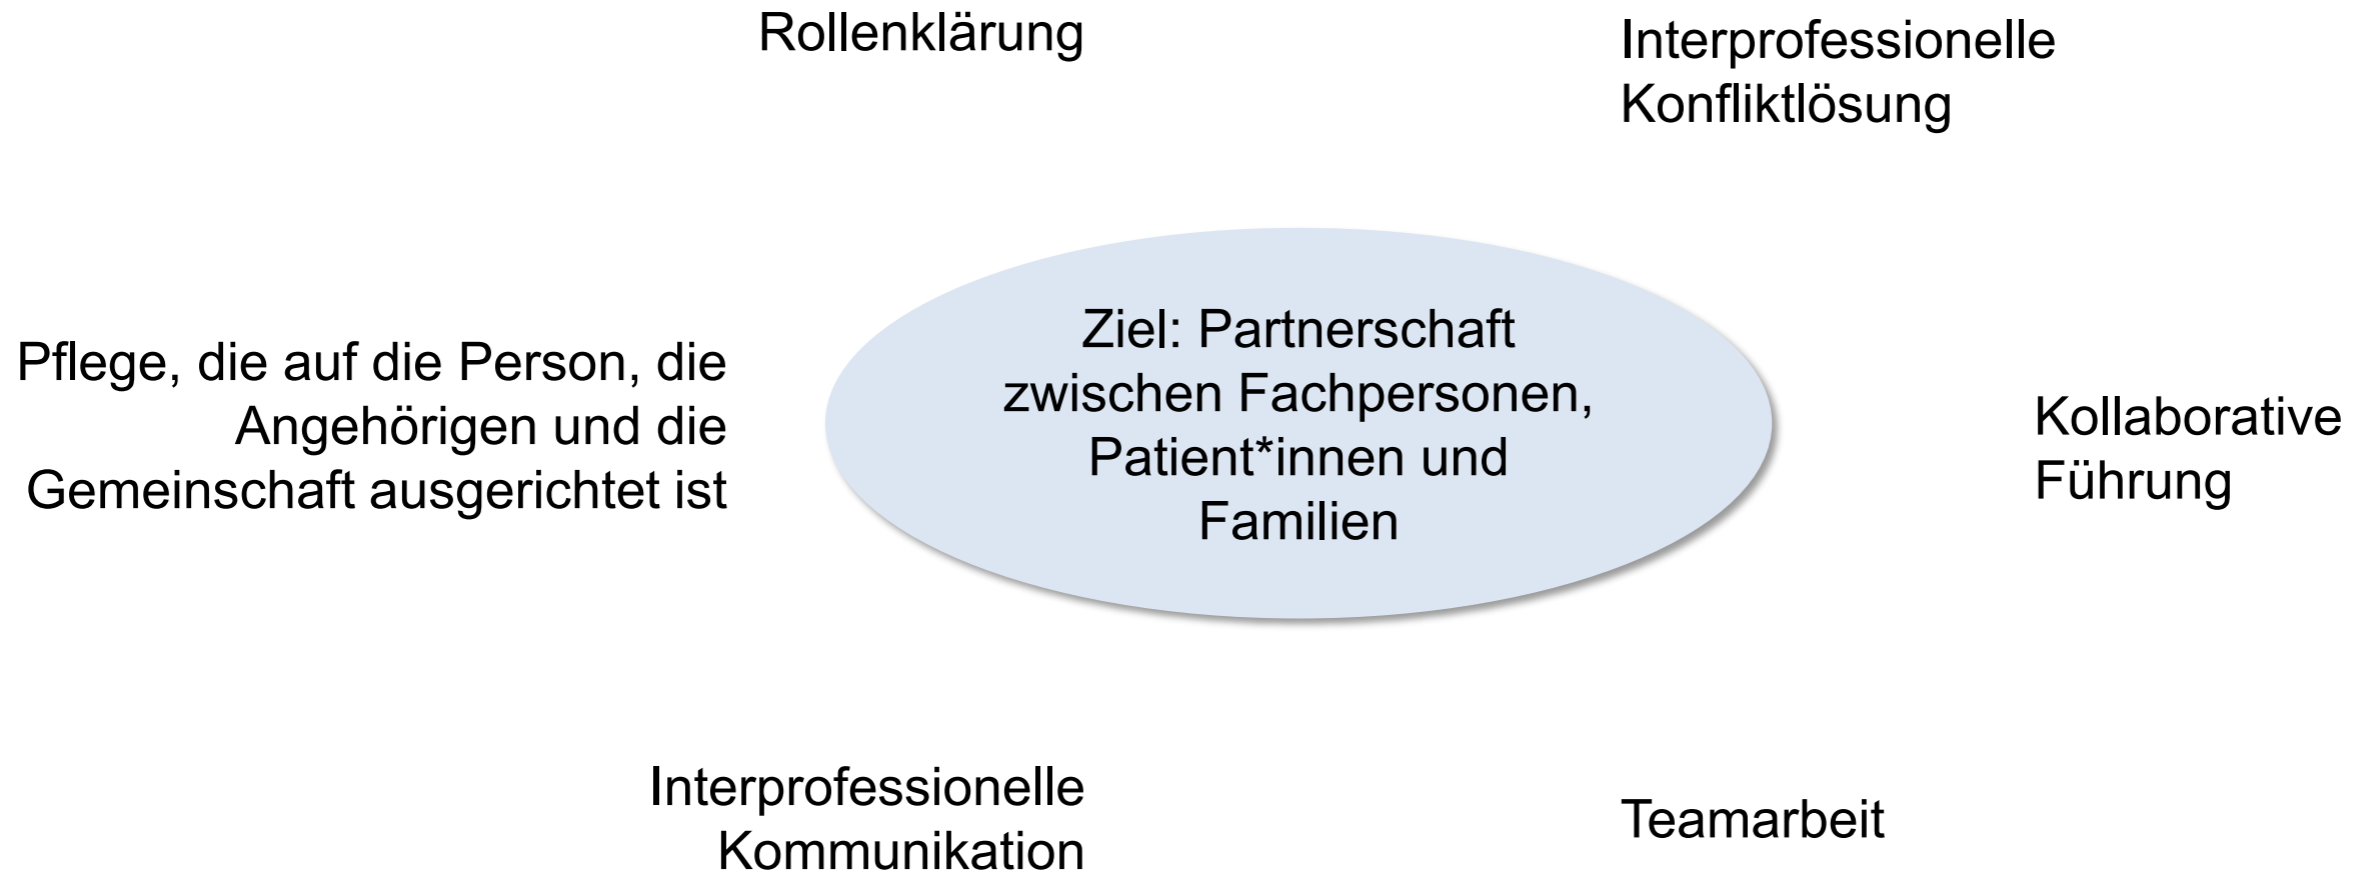 Rollenklärung
Interprofessionelle
Konfliktlösung
Ziel: Partnerschaft
zwischen Fachpersonen,
Patient*innen und
Familien
Pflege, die auf die Person, die
Angehörigen und die
Gemeinschaft ausgerichtet ist
Kollaborative
Führung
Interprofessionelle
Kommunikation
Teamarbeit